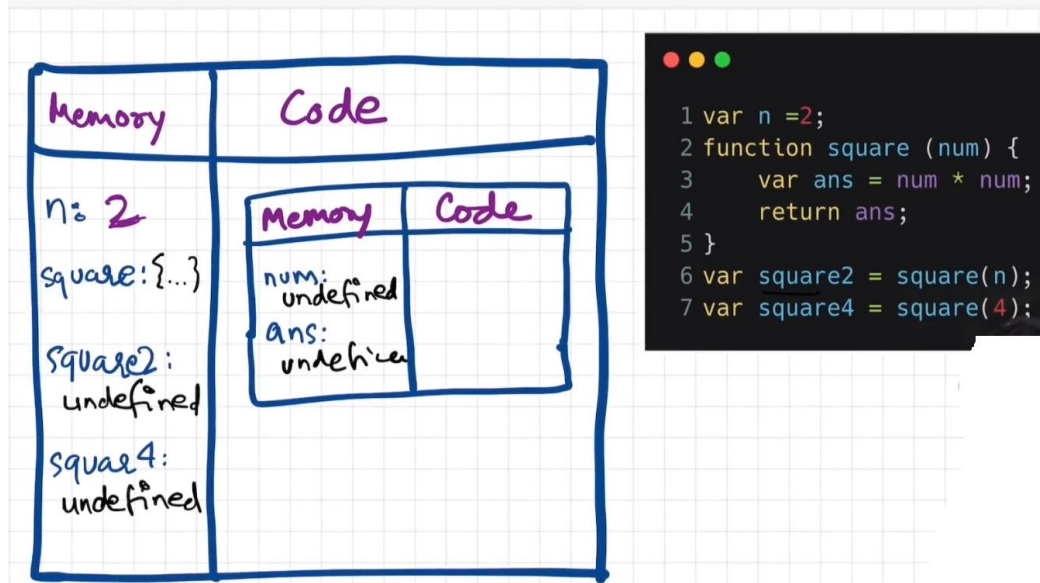 Memory
Code
n: 2
square: {...}
square2:
undefined
squar4:
undefined
Memory
Code
num:
undefined
ans:
1 var n =2;
2 function square (num) {
3     var ans = num * num;
4     return ans;
5 }
6 var square2 = square(n);
7 var square4 = square(4);